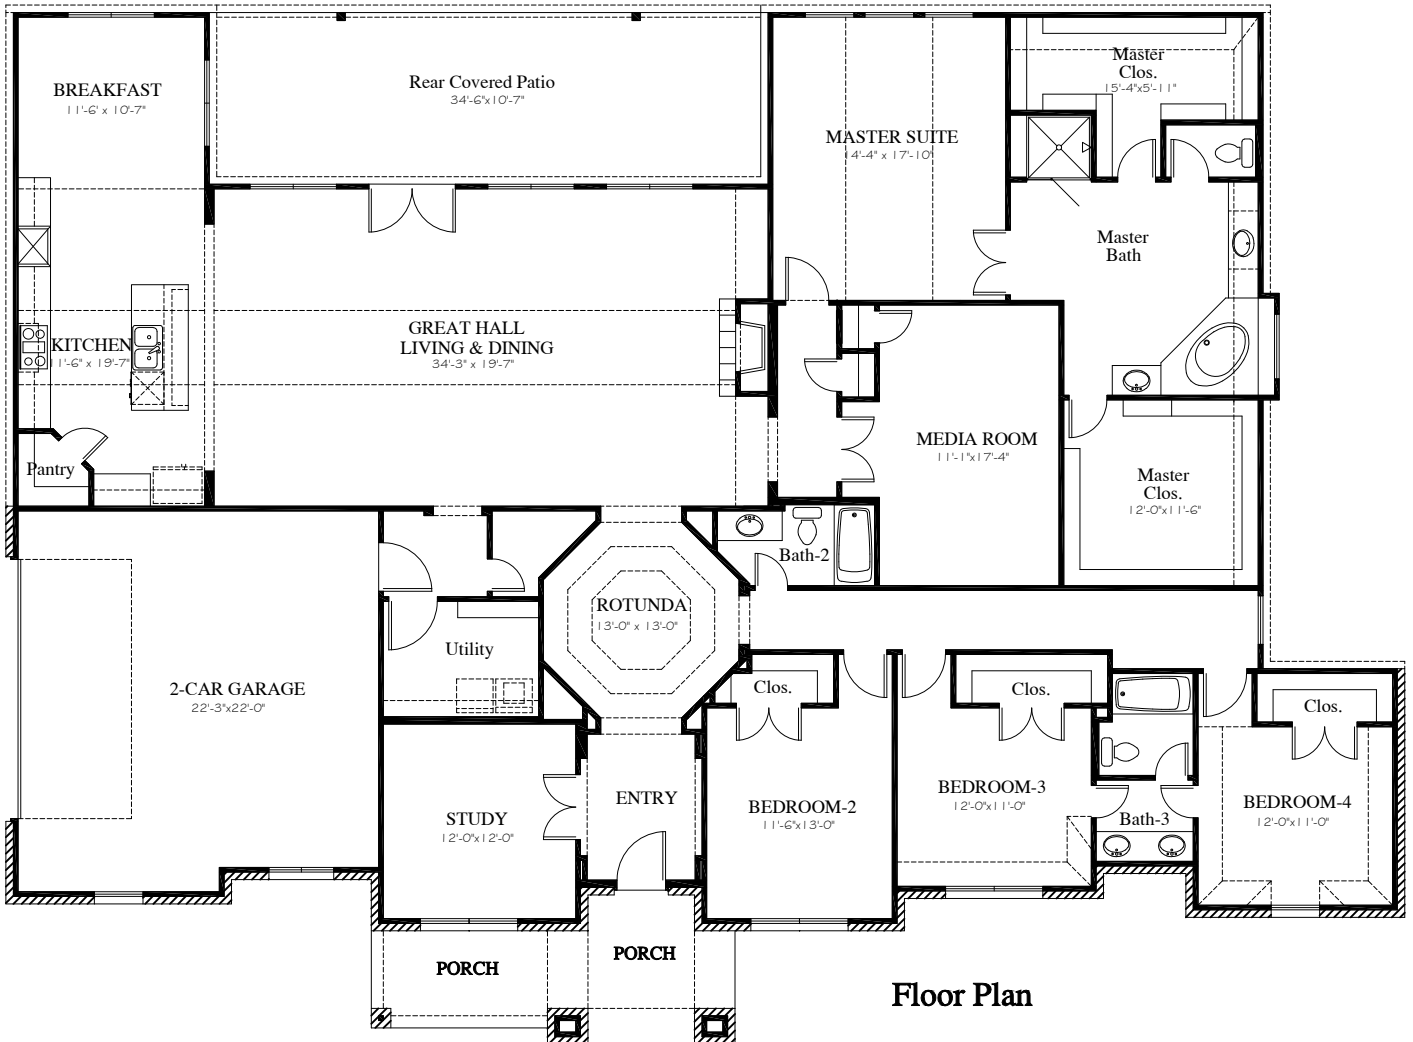 BREAKFAST
11'-6' x 10'-7"
Rear Covered Patio
34'-6"x10'-7"
MASTER SUITE
14'-4" x 17'-10"
Master
Clos.
15'-4"x5'-11"
Master
Bath
KITCHEN
11'-6" x 19'-7"
GREAT HALL
LIVING & DINING
34'-3" x 19'-7"
MEDIA ROOM
11'-1"x17'-4"
Pantry
Master
Clos.
12'-0"x11'-6"
Bath-2
ROTUNDA
13'-0" x 13'-0"
Utility
2-CAR GARAGE
22'-3"x22'-0"
Clos.
Clos.
Clos.
STUDY
12'-0"x12'-0"
ENTRY
BEDROOM-2
11'-6"x13'-0"
BEDROOM-3
12'-0"x11'-0"
Bath-3
BEDROOM-4
12'-0"x11'-0"
PORCH
PORCH
Floor Plan